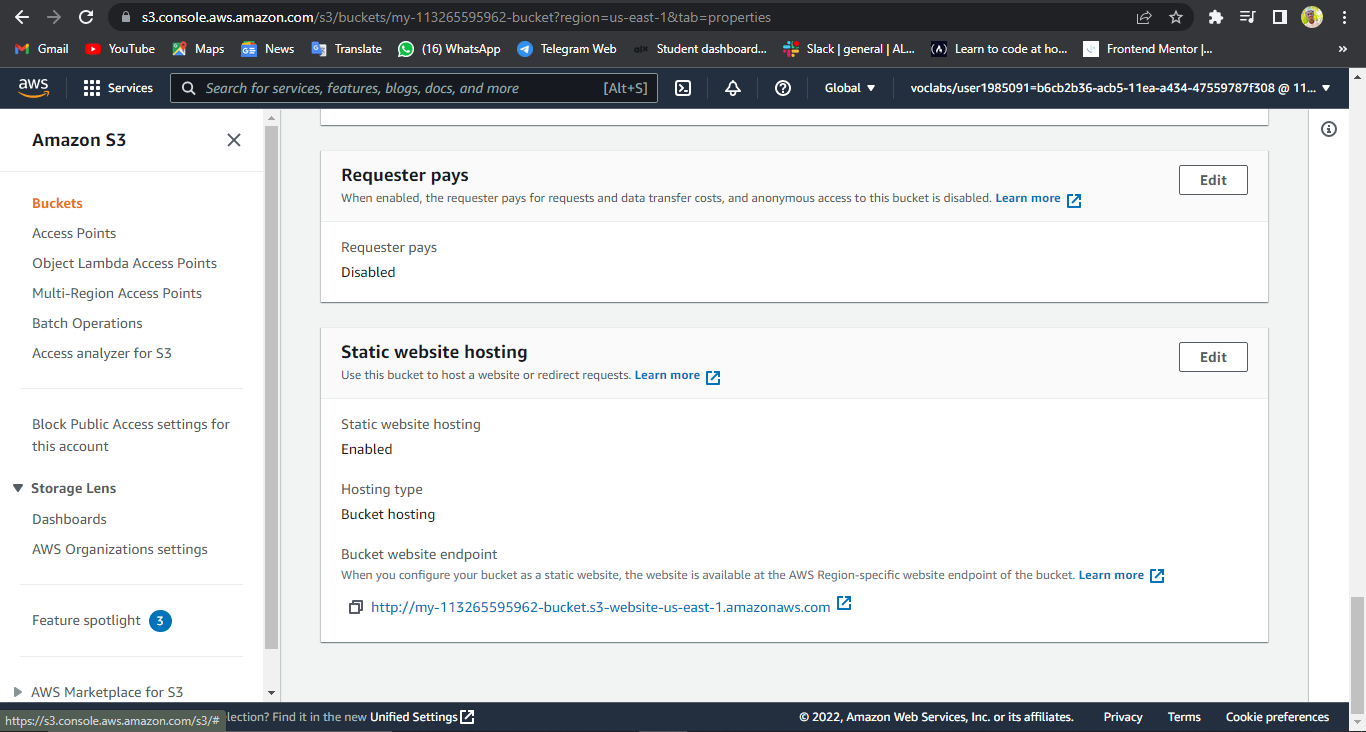 s3.console.aws.amazon.com/s3/buckets/my-113265595962-bucket?region=us-east-1&tab=properties
Gmail YouTube Maps News Translate (16) WhatsApp Telegram Web Student dashboard... Slack | general | AL... Learn to code at ho... Frontend Mentor |... »
aws Services Search for services, features, blogs, docs, and more [Alt+S] Global voclabs/user1985091=b6cb2b36-acb5-11ea-a434-47559787f308 @ 11...
Amazon S3
Buckets
Access Points
Object Lambda Access Points
Multi-Region Access Points
Batch Operations
Access analyzer for S3
Block Public Access settings for
this account
Storage Lens
Dashboards
AWS Organizations settings
Feature spotlight 3
AWS Marketplace for S3
Requester pays
Edit
When enabled, the requester pays for requests and data transfer costs, and anonymous access to this bucket is disabled. Learn more
Requester pays
Disabled
Static website hosting
Edit
Use this bucket to host a website or redirect requests. Learn more
Static website hosting
Enabled
Hosting type
Bucket hosting
Bucket website endpoint
When you configure your bucket as a static website, the website is available at the AWS Region-specific website endpoint of the bucket. Learn more
http://my-113265595962-bucket.s3-website-us-east-1.amazonaws.com
https://s3.console.aws.amazon.com/s3/# lection? Find it in the new Unified Settings © 2022, Amazon Web Services, Inc. or its affiliates. Privacy Terms Cookie preferences